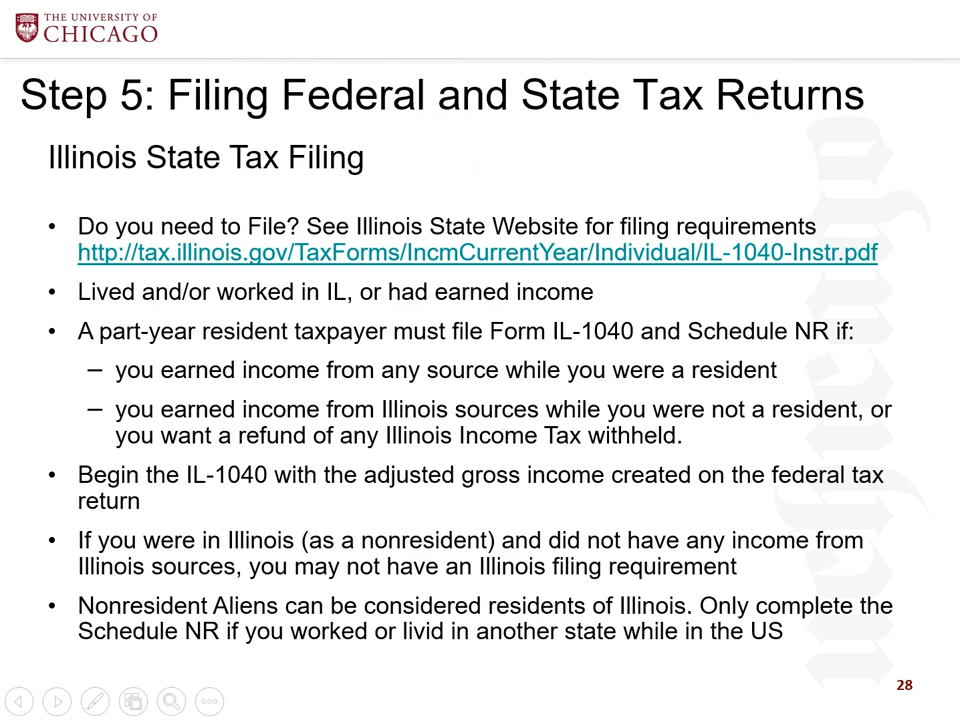 THE UNIVERSITY OF
CHICAGO
Step 5: Filing Federal and State Tax Returns
Illinois State Tax Filing
• Do you need to File? See Illinois State Website for filing requirements
http://tax.illinois.gov/TaxForms/IncmCurrentYear/Individual/IL-1040-Instr.pdf
• Lived and/or worked in IL, or had earned income
• A part-year resident taxpayer must file Form IL-1040 and Schedule NR if:
– you earned income from any source while you were a resident
– you earned income from Illinois sources while you were not a resident, or
you want a refund of any Illinois Income Tax withheld.
• Begin the IL-1040 with the adjusted gross income created on the federal tax
return
• If you were in Illinois (as a nonresident) and did not have any income from
Illinois sources, you may not have an Illinois filing requirement
• Nonresident Aliens can be considered residents of Illinois. Only complete the
Schedule NR if you worked or livid in another state while in the US
uchicago
28